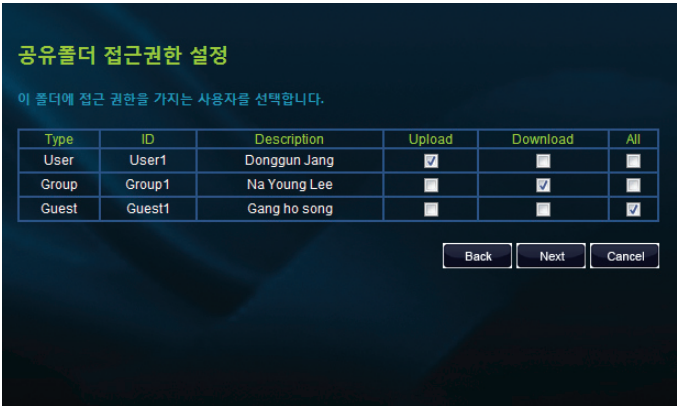 공유폴더 접근권한 설정
이 폴더에 접근 권한을 가지는 사용자를 선택합니다.
Type ID Description Upload Download All
User User1 Donggun Jang
Group Group1 Na Young Lee
Guest Guest1 Gang ho song
Back Next Cancel